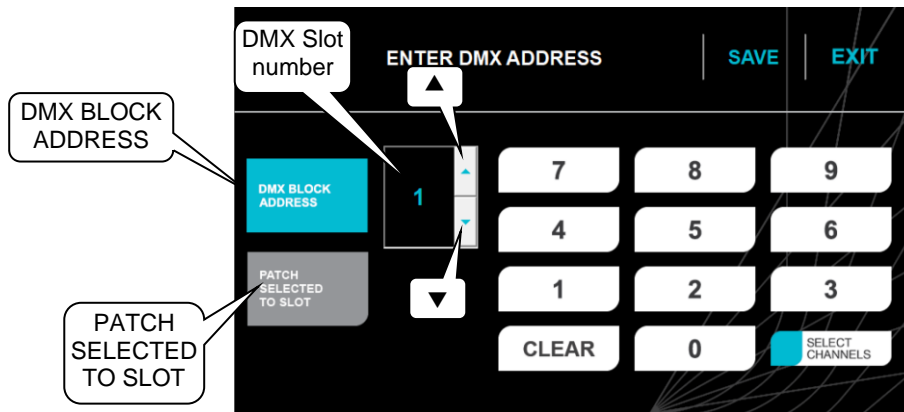 DMX Slot
number
ENTER DMX ADDRESS
SAVE
EXIT
▲
DMX BLOCK
ADDRESS
DMX BLOCK
ADDRESS
1
7
8
9
4
5
6
PATCH
SELECTED
TO SLOT
▼
1
2
3
PATCH
SELECTED
TO SLOT
CLEAR
0
SELECT
CHANNELS